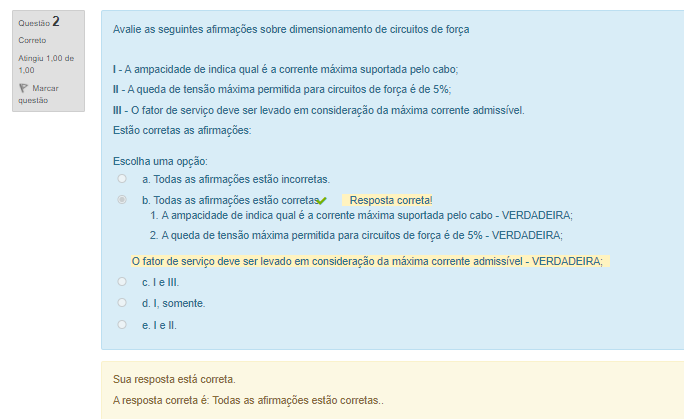 Questão 2
Correto
Atingiu 1,00 de
1,00
Marcar
questão
Avalie as seguintes afirmações sobre dimensionamento de circuitos de força
I - A ampacidade de indica qual é a corrente máxima suportada pelo cabo;
II - A queda de tensão máxima permitida para circuitos de força é de 5%;
III - O fator de serviço deve ser levado em consideração da máxima corrente admissível.
Estão corretas as afirmações:
Escolha uma opção:
a. Todas as afirmações estão incorretas.
b. Todas as afirmações estão corretas. Resposta correta!
1. A ampacidade de indica qual é a corrente máxima suportada pelo cabo - VERDADEIRA;
2. A queda de tensão máxima permitida para circuitos de força é de 5% - VERDADEIRA;
O fator de serviço deve ser levado em consideração da máxima corrente admissível - VERDADEIRA;
c. I e III.
d. I, somente.
e. I e II.
Sua resposta está correta.
A resposta correta é: Todas as afirmações estão corretas..